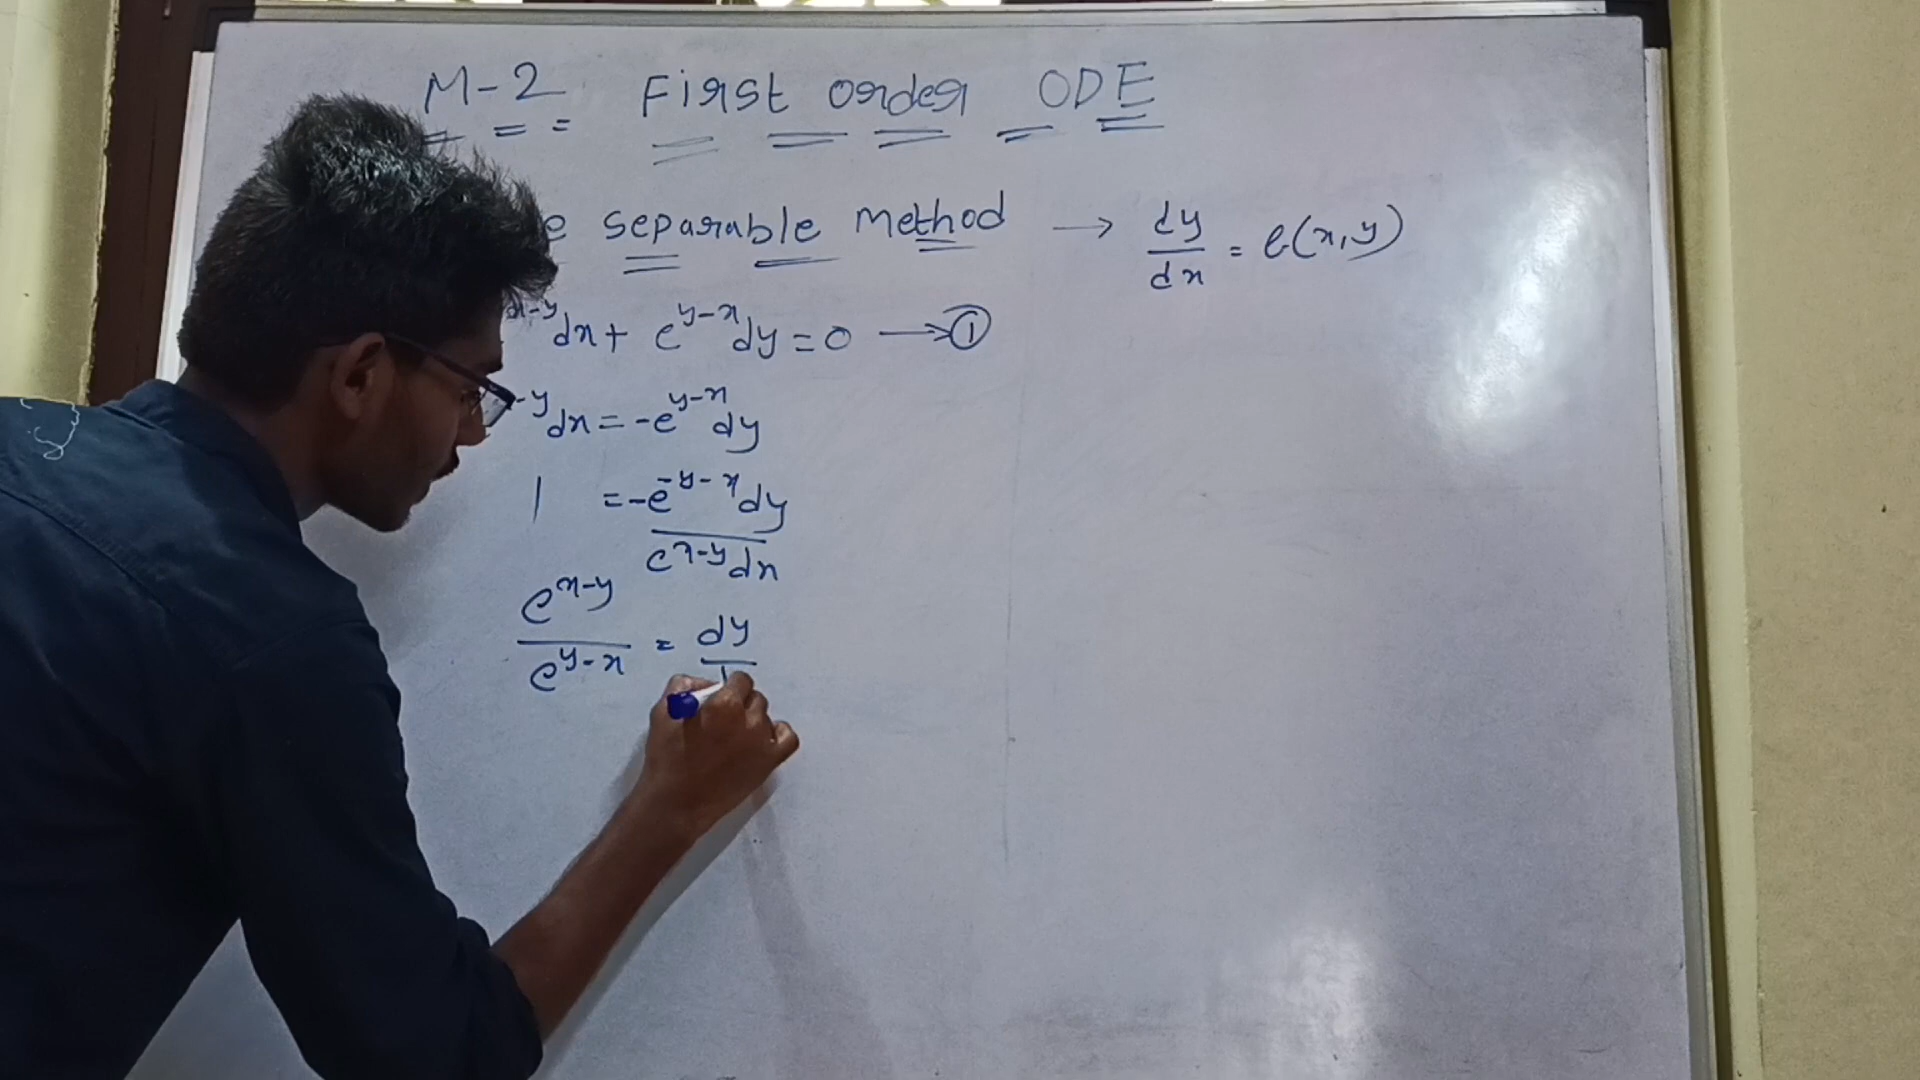 M-2 First order ODE
e separable method → dy/dx = f(x,y)
x-y dx + e^y-x dy = 0 → ①
-y dx = -e^y-x dy
1 = -e^-y-x dy / e^x-y dx
e^x-y / e^y-x = dy /